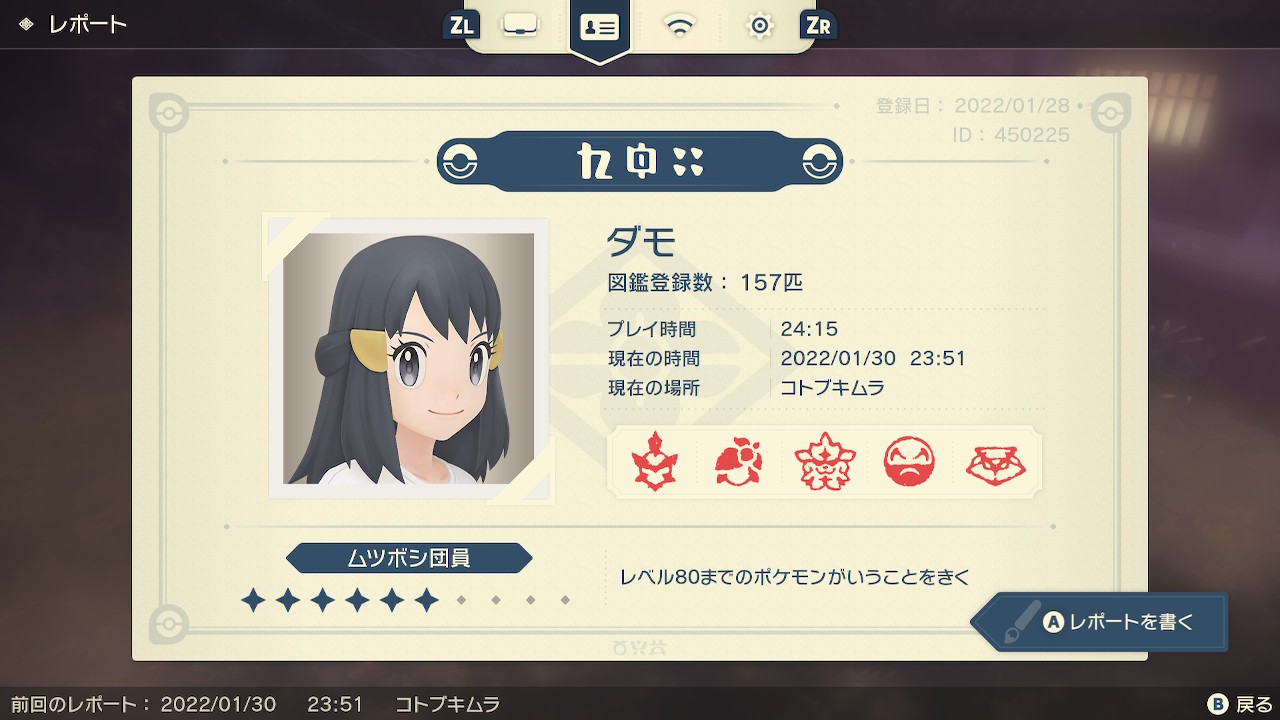 レポート
ZL
ZR
登録日： 2022/01/28
ID： 450225
ダモ
図鑑登録数： 157匹
プレイ時間 24:15
現在の時間 2022/01/30 23:51
現在の場所 コトブキムラ
ムツボシ団員
レベル80までのポケモンがいうことをきく
A レポートを書く
前回のレポート： 2022/01/30 23:51 コトブキムラ
B 戻る